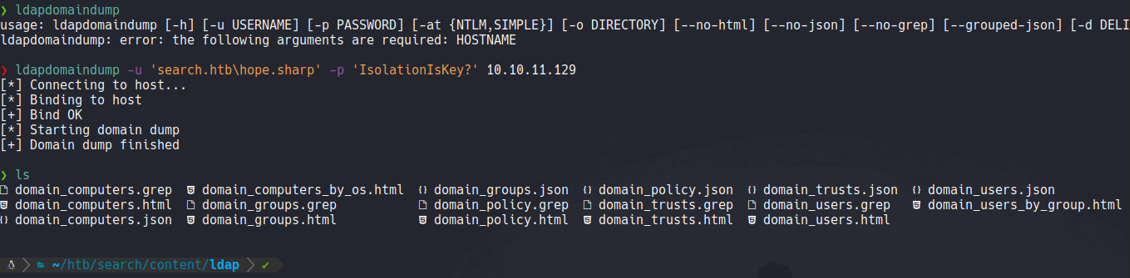 ❯ ldapdomaindump
usage: ldapdomaindump [-h] [-u USERNAME] [-p PASSWORD] [-at {NTLM,SIMPLE}] [-o DIRECTORY] [--no-html] [--no-json] [--no-grep] [--grouped-json] [-d DELI
ldapdomaindump: error: the following arguments are required: HOSTNAME
❯ ldapdomaindump -u 'search.htb\hope.sharp' -p 'IsolationIsKey?' 10.10.11.129
[*] Connecting to host...
[*] Binding to host
[+] Bind OK
[*] Starting domain dump
[+] Domain dump finished
❯ ls
domain_computers.grep domain_computers_by_os.html domain_groups.json domain_policy.json domain_trusts.json domain_users.json
domain_computers.html domain_groups.grep domain_policy.grep domain_trusts.grep domain_users.grep domain_users_by_group.html
domain_computers.json domain_groups.html domain_policy.html domain_trusts.html domain_users.html
~/htb/search/content/ldap ✔